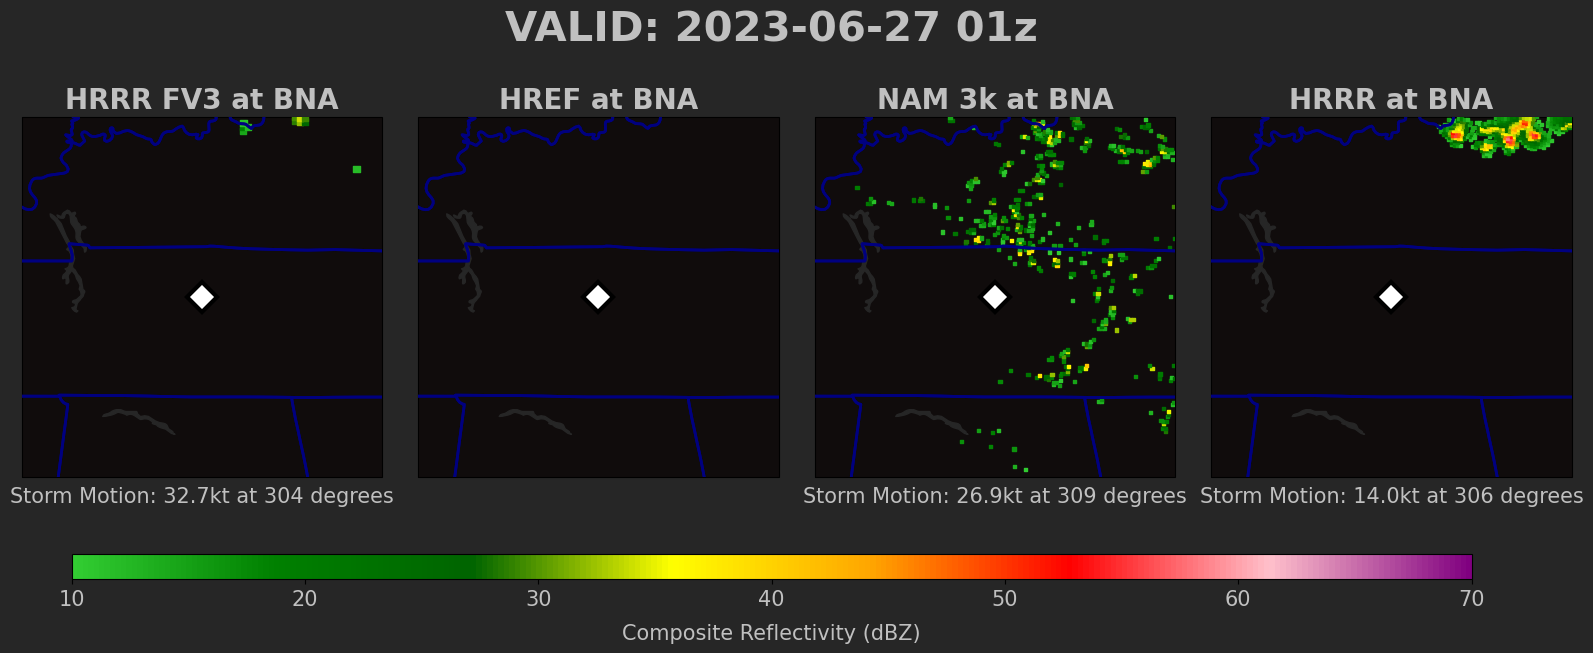 VALID: 2023-06-27 01z
HRRR FV3 at BNA
HREF at BNA
NAM 3k at BNA
HRRR at BNA
Storm Motion: 32.7kt at 304 degrees
Storm Motion: 26.9kt at 309 degrees
Storm Motion: 14.0kt at 306 degrees
10 20 30 40 50 60 70
Composite Reflectivity (dBZ)